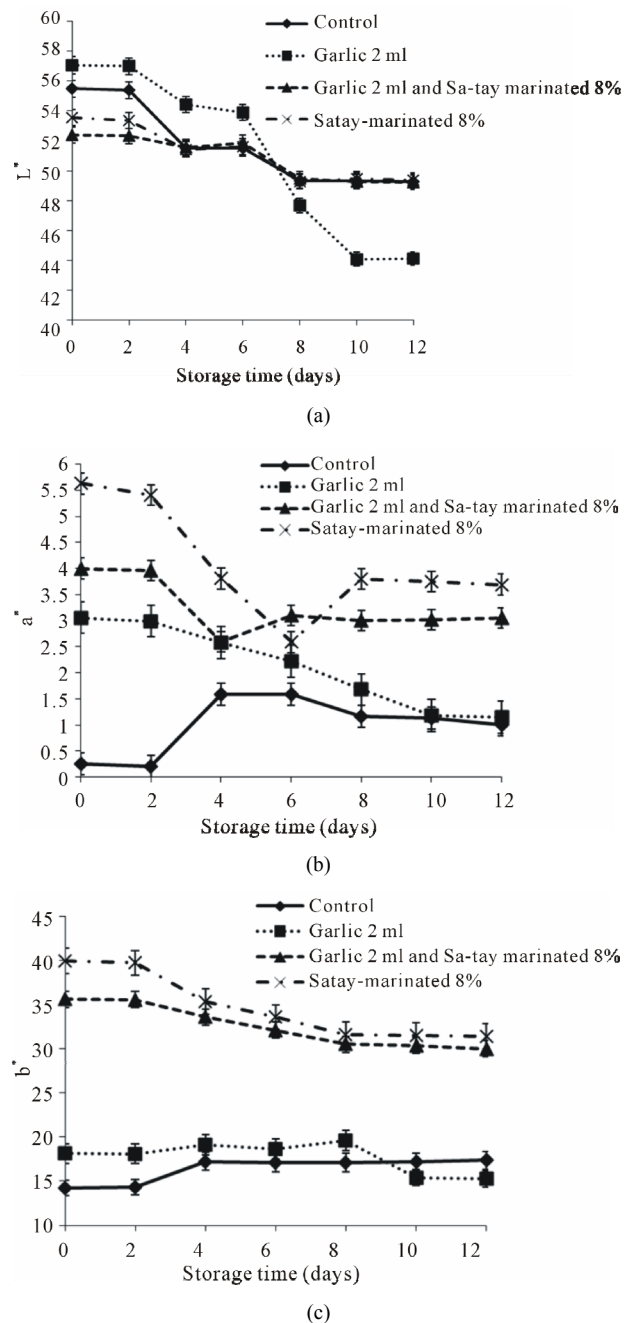 60
58
56
54
52
50
48
46
44
42
40
L*
0 2 4 6 8 10 12
Storage time (days)
Control
Garlic 2 ml
Garlic 2 ml and Sa-tay marinated 8%
Satay-marinated 8%
(a)
6
5.5
5
4.5
4
3.5
3
2.5
2
1.5
1
0.5
0
a*
0 2 4 6 8 10 12
Storage time (days)
Control
Garlic 2 ml
Garlic 2 ml and Sa-tay marinated 8%
Satay-marinated 8%
(b)
45
40
35
30
25
20
15
10
b*
0 2 4 6 8 10 12
Storage time (days)
Control
Garlic 2 ml
Garlic 2 ml and Sa-tay marinated 8%
Satay-marinated 8%
(c)